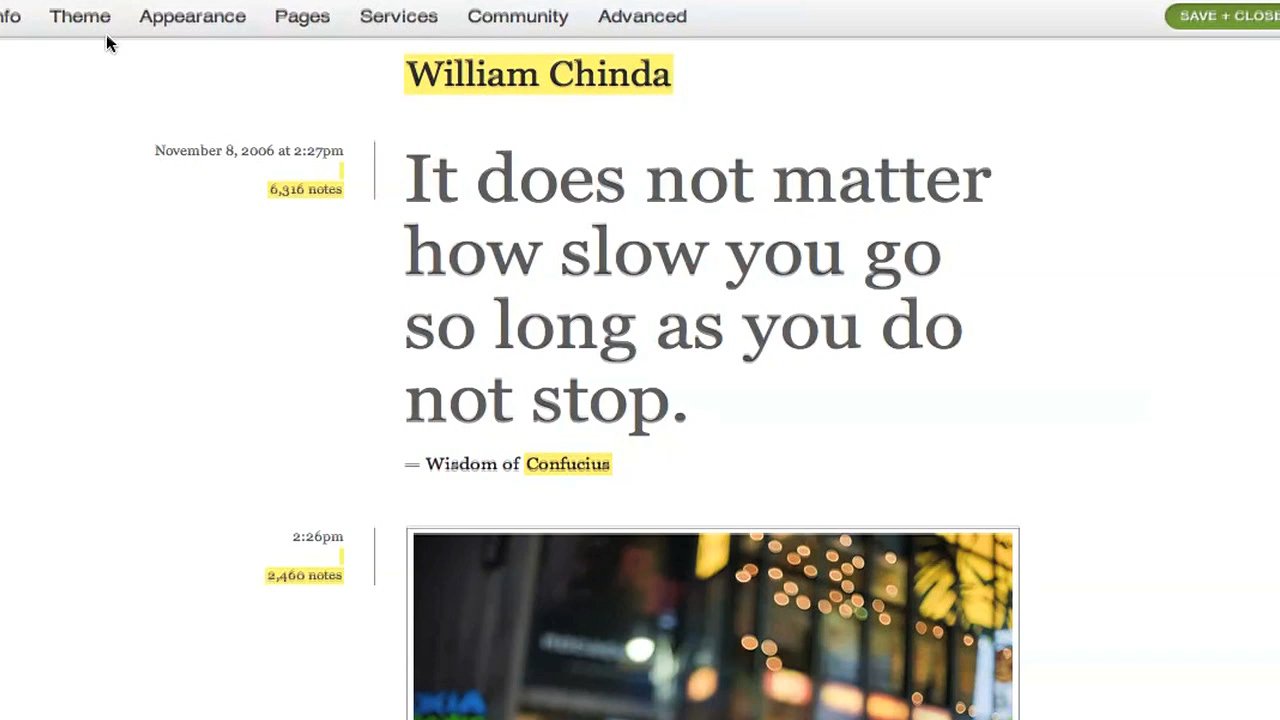 nfo Theme Appearance Pages Services Community Advanced SAVE + CLOSE
William Chinda
November 8, 2006 at 2:27pm
6,316 notes
It does not matter
how slow you go
so long as you do
not stop.
— Wisdom of Confucius
2:26pm
2,460 notes